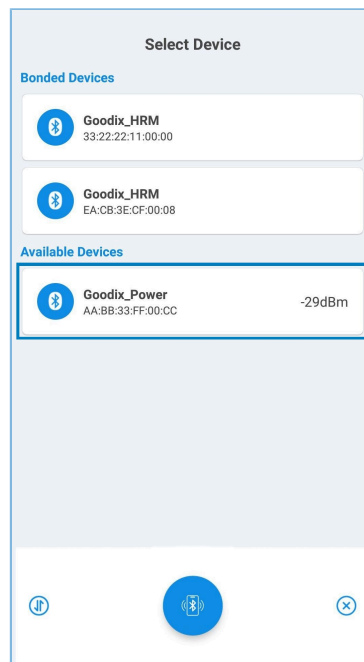 Select Device
Bonded Devices
Goodix_HRM
33:22:22:11:00:00
Goodix_HRM
EA:CB:3E:CF:00:08
Available Devices
Goodix_Power
-29dBm
AA:BB:33:FF:00:CC